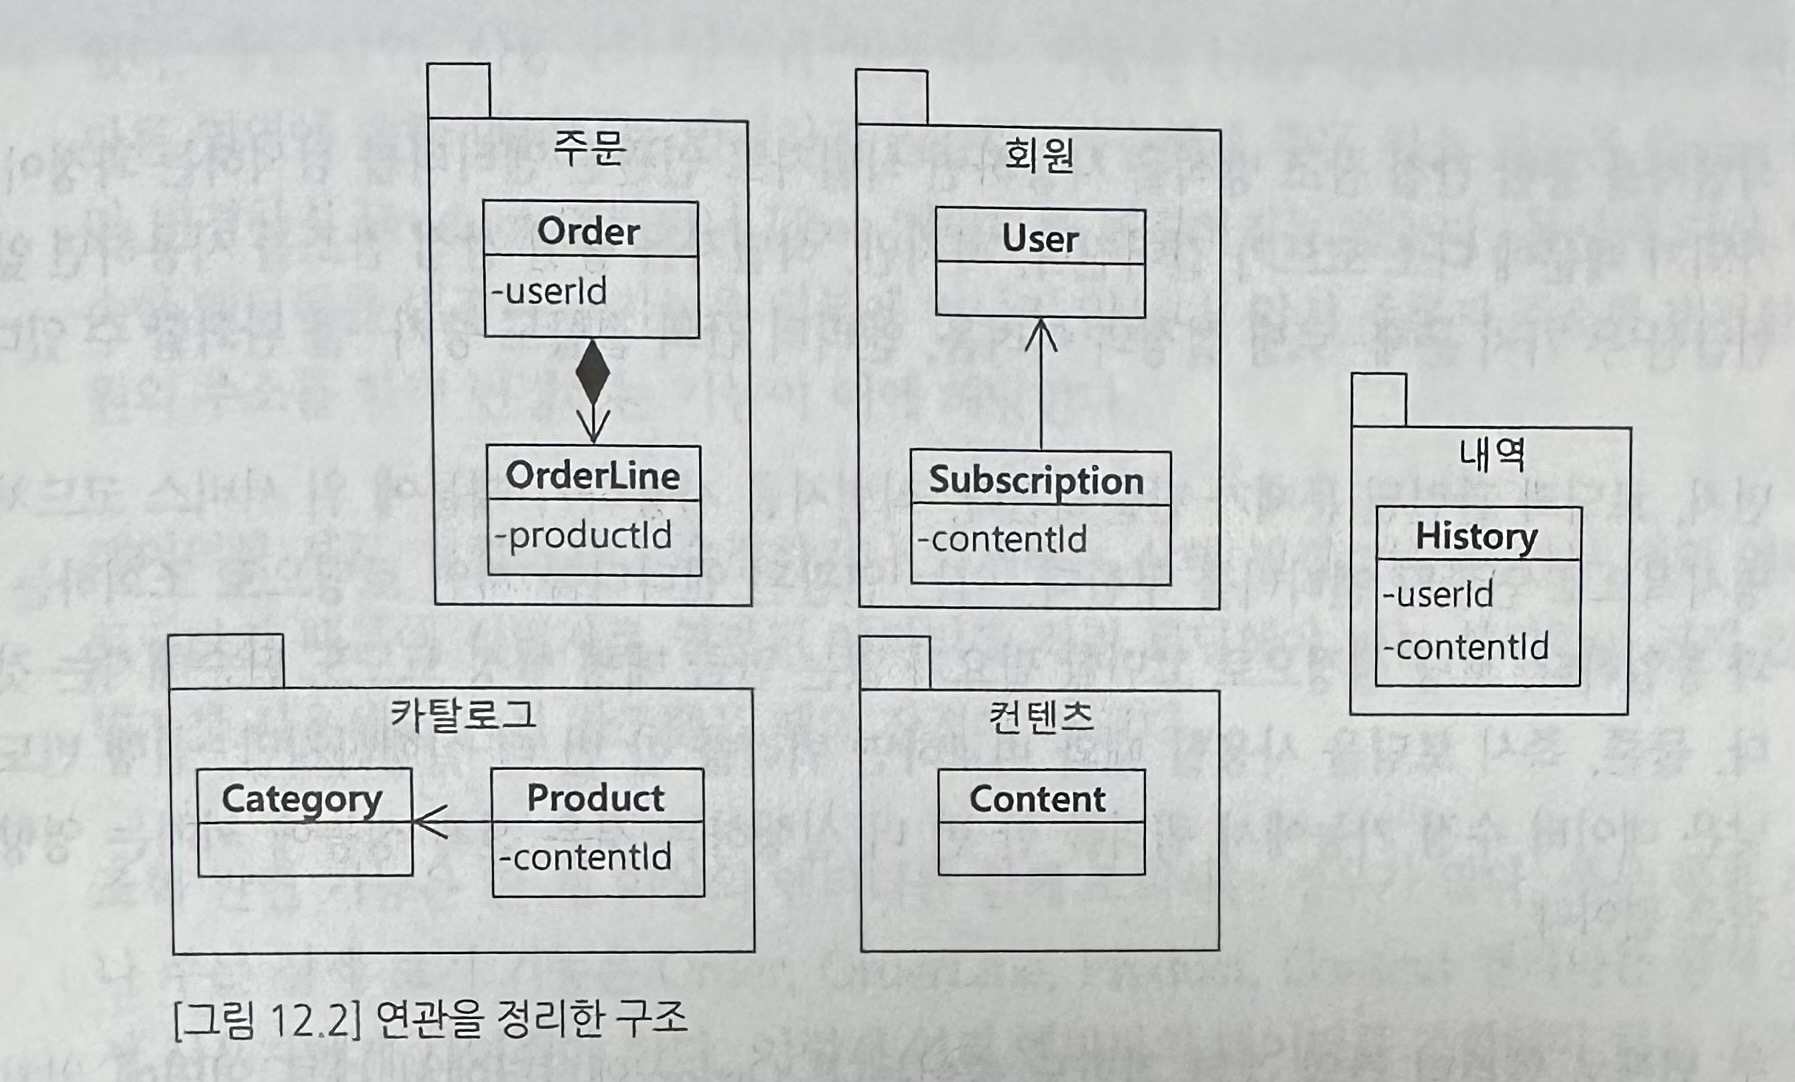 주문
Order
-userId
OrderLine
-productId
회원
User
Subscription
-contentId
내역
History
-userId
-contentId
카탈로그
Category
Product
-contentId
컨텐츠
Content
[그림 12.2] 연관을 정리한 구조